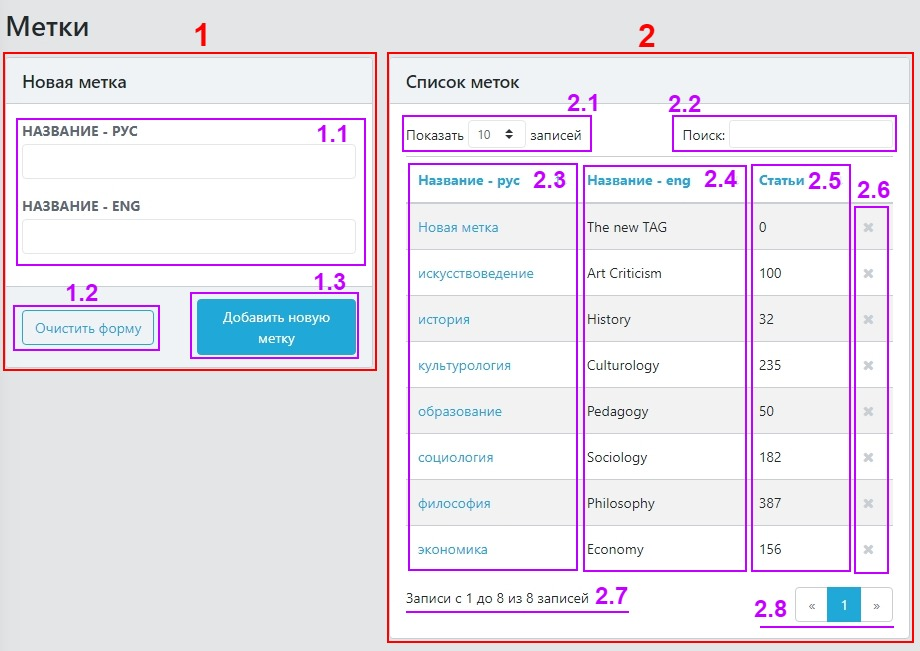 Метки
1
2
Новая метка
Список меток
НАЗВАНИЕ - РУС
1.1
НАЗВАНИЕ - ENG
1.2
1.3
Очистить форму
Добавить новую
метку
2.1
2.2
Показать 10 записей
Поиск:
Название - рус 2.3 Название - eng 2.4 Статьи 2.5 2.6
Новая метка The new TAG 0 ✖
искусствоведение Art Criticism 100 ✖
история History 32 ✖
культурология Culturology 235 ✖
образование Pedagogy 50 ✖
социология Sociology 182 ✖
философия Philosophy 387 ✖
экономика Economy 156 ✖
Записи с 1 до 8 из 8 записей 2.7
2.8 « 1 »